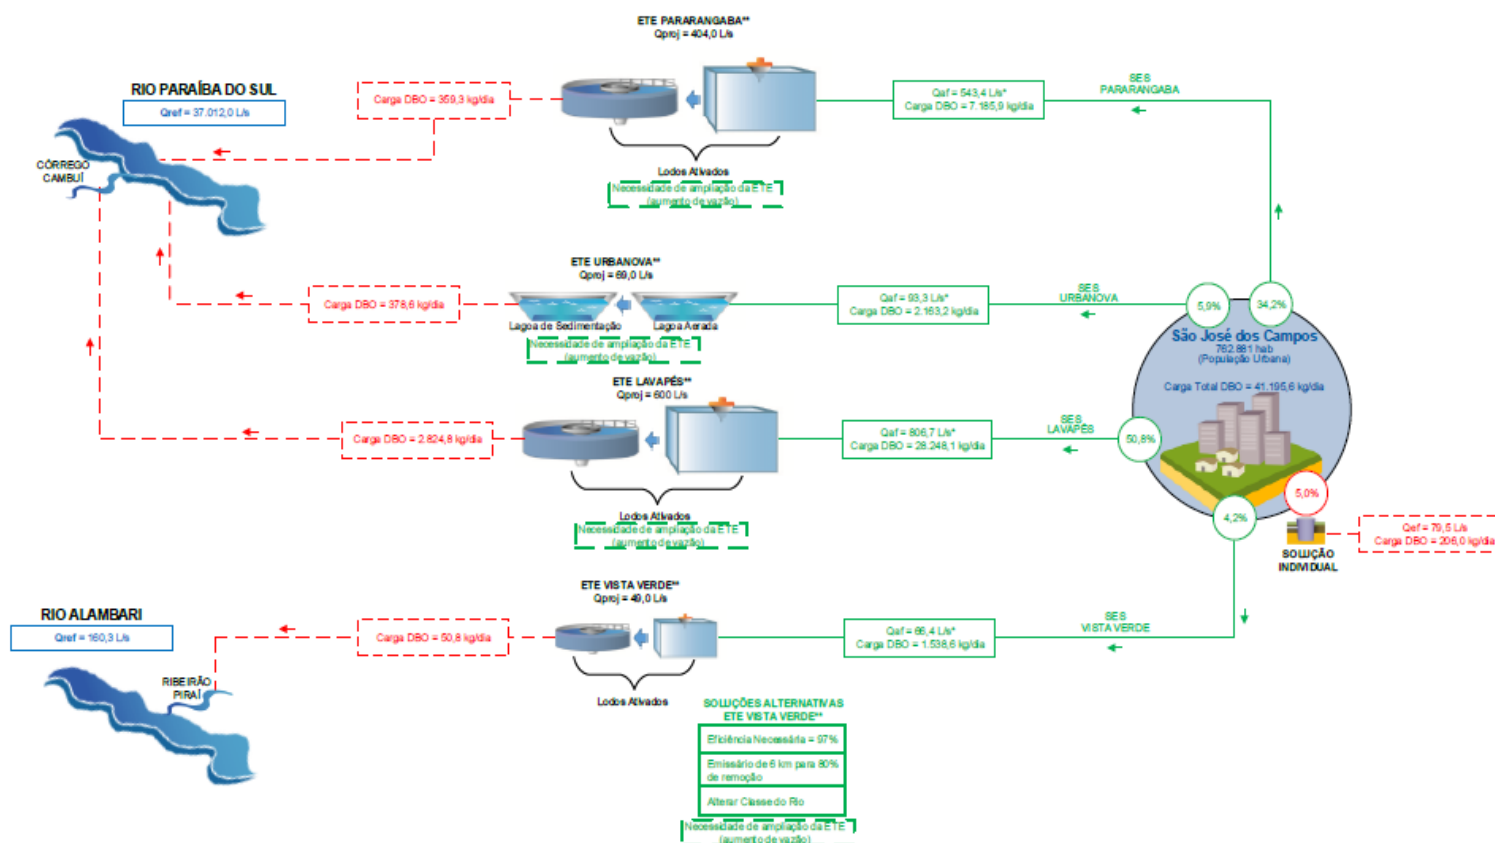 ETE PARARANGABA**
Qproj = 404,0 L/s
RIO PARAÍBA DO SUL
Qref = 37.012,0 L/s
CÓRREGO
CAMBUÍ
Carga DBO = 359,3 kg/dia
Qaf = 543,4 L/s*
Carga DBO = 7.185,9 kg/dia
SES
PARARANGABA
Lodos Ativados
Necessidade de ampliação da ETE
(aumento de vazão)
ETE URBANOVA**
Qproj = 69,0 L/s
Carga DBO = 378,6 kg/dia
Lagoa de Sedimentação
Lagoa Aerada
Qaf = 93,3 L/s*
Carga DBO = 2.163,2 kg/dia
SES
URBANOVA
5,9%
34,2%
Necessidade de ampliação da ETE
(aumento de vazão)
São José dos Campos
762.881 hab
(População Urbana)
Carga Total DBO = 41.195,6 kg/dia
ETE LAVAPÉS**
Qproj = 600 L/s
Carga DBO = 2.824,8 kg/dia
Qaf = 806,7 L/s*
Carga DBO = 28.248,1 kg/dia
SES
LAVAPÉS
50,8%
Lodos Ativados
Necessidade de ampliação da ETE
(aumento de vazão)
5,0%
4,2%
SOLUÇÃO
INDIVIDUAL
Qef = 79,5 L/s
Carga DBO = 206,0 kg/dia
ETE VISTA VERDE**
Qproj = 49,0 L/s
RIO ALAMBARI
Qref = 160,3 L/s
RIBEIRÃO
PIRAÍ
Carga DBO = 50,8 kg/dia
Qaf = 66,4 L/s*
Carga DBO = 1.538,6 kg/dia
SES
VISTA VERDE
Lodos Ativados
SOLUÇÕES ALTERNATIVAS
ETE VISTA VERDE**
Eficiência Necessária = 97%
Emissário de 6 km para 80%
de remoção
Alterar Classe do Rio
Necessidade de ampliação da ETE
(aumento de vazão)